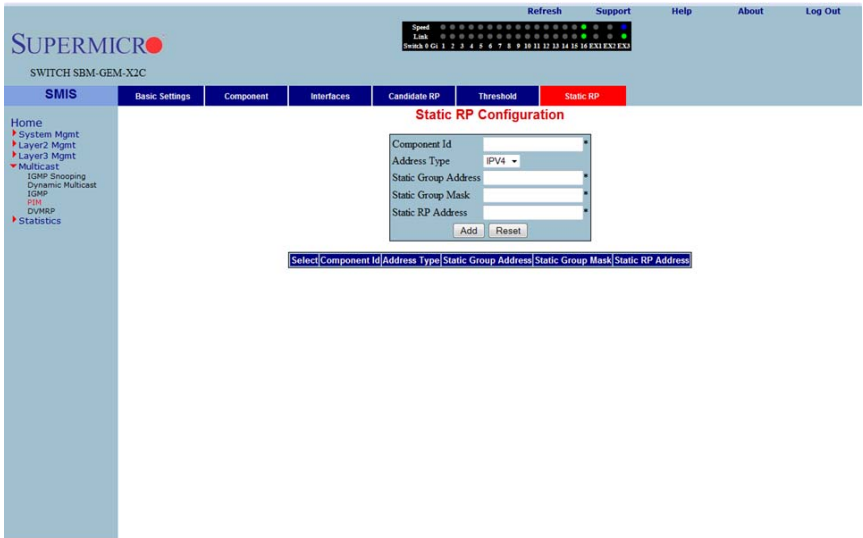 Refresh Support Help About Log Out
Speed
Link
Switch 0 Gi 1 2 3 4 5 6 7 8 9 10 11 12 13 14 15 16 EX1 EX2 EX3
SUPERMICRO
SWITCH SBM-GEM-X2C
SMIS Basic Settings Component Interfaces Candidate RP Threshold Static RP
Home
System Mgmt
Layer2 Mgmt
Layer3 Mgmt
Multicast
IGMP Snooping
Dynamic Multicast
IGMP
PIM
DVMRP
Statistics
Static RP Configuration
Component Id *
Address Type IPV4
Static Group Address *
Static Group Mask *
Static RP Address *
Add Reset
Select Component Id Address Type Static Group Address Static Group Mask Static RP Address